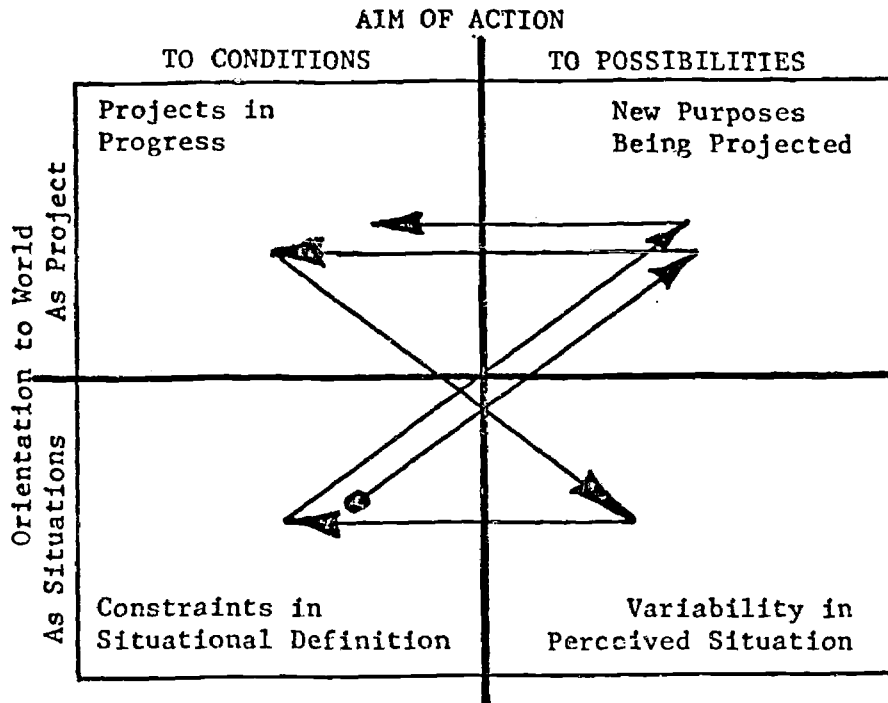 AIM OF ACTION
TO CONDITIONS
TO POSSIBILITIES
Projects in
Progress
New Purposes
Being Projected
Orientation to World
As Project
As Situations
Constraints in
Situational Definition
Variability in
Perceived Situation